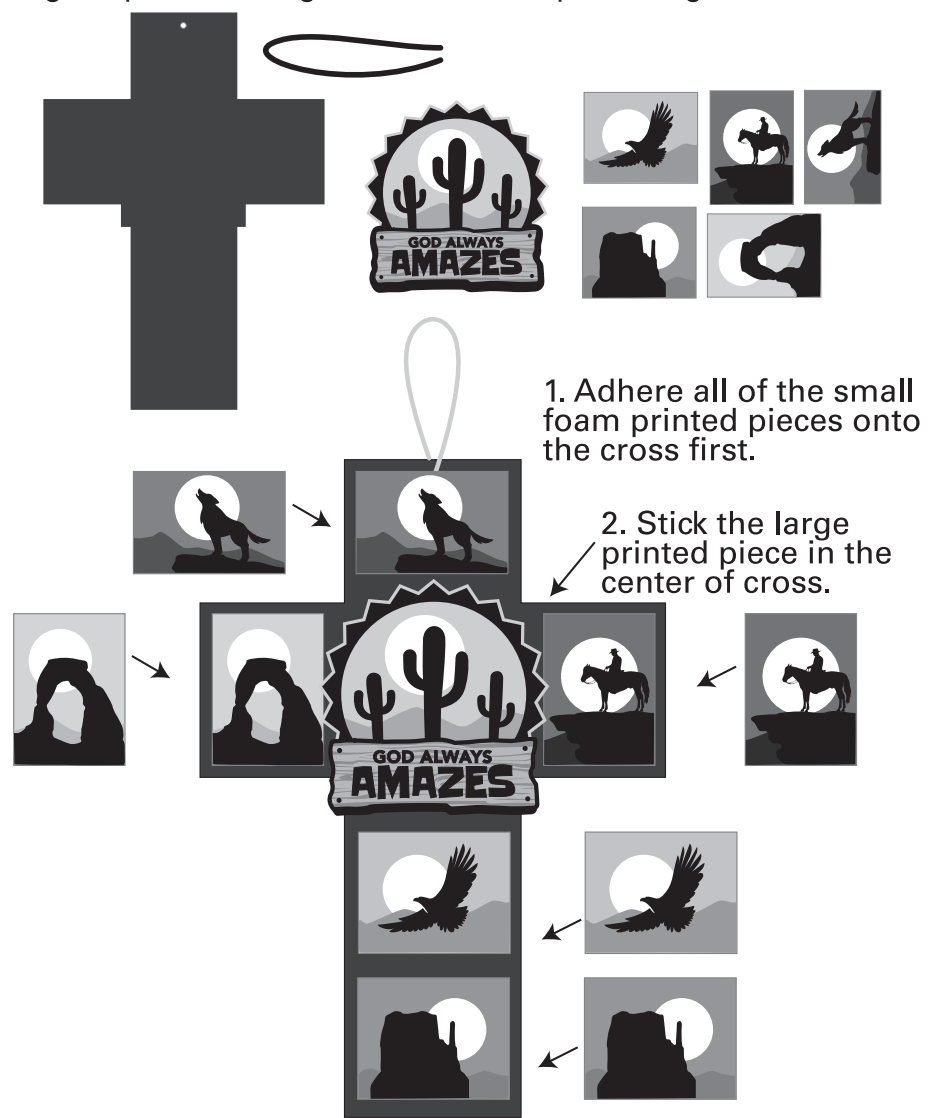 GOD ALWAYS
AMAZES
1. Adhere all of the small
foam printed pieces onto
the cross first.
2. Stick the large
printed piece in the
center of cross.
GOD ALWAYS
AMAZES